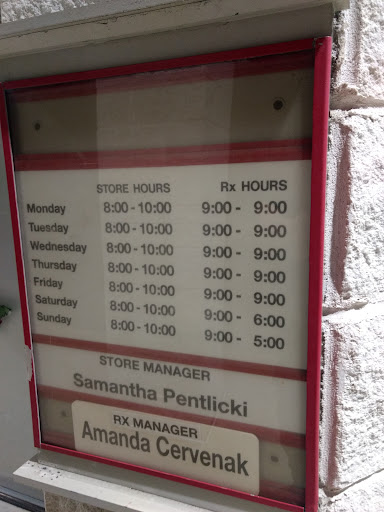 STORE HOURS Rx HOURS
Monday 8:00 - 10:00 9:00 - 9:00
Tuesday 8:00 - 10:00 9:00 - 9:00
Wednesday 8:00 - 10:00 9:00 - 9:00
Thursday 8:00 - 10:00 9:00 - 9:00
Friday 8:00 - 10:00 9:00 - 9:00
Saturday 8:00 - 10:00 9:00 - 6:00
Sunday 8:00 - 10:00 9:00 - 5:00
STORE MANAGER
Samantha Pentlicki
RX MANAGER
Amanda Cervenak